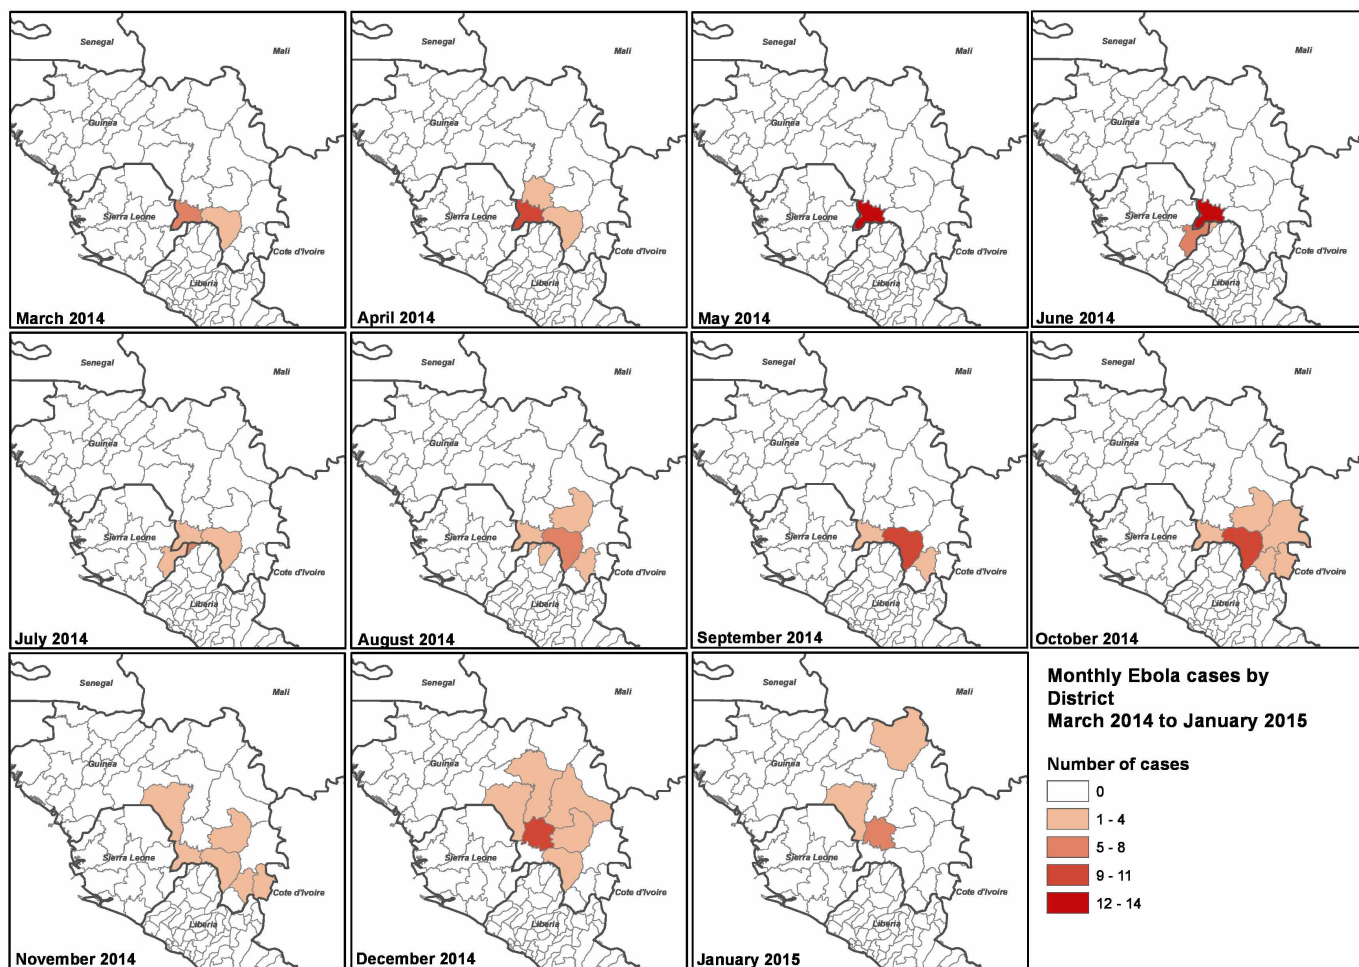 Senegal
Mali
Guinea
Sierra Leone
Cote d'Ivoire
Liberia
March 2014
Senegal
Mali
Guinea
Sierra Leone
Cote d'Ivoire
Liberia
April 2014
Senegal
Mali
Guinea
Sierra Leone
Cote d'Ivoire
Liberia
May 2014
Senegal
Mali
Guinea
Sierra Leone
Cote d'Ivoire
Liberia
June 2014
Senegal
Mali
Guinea
Sierra Leone
Cote d'Ivoire
Liberia
July 2014
Senegal
Mali
Guinea
Sierra Leone
Cote d'Ivoire
Liberia
August 2014
Senegal
Mali
Guinea
Sierra Leone
Cote d'Ivoire
Liberia
September 2014
Senegal
Mali
Guinea
Sierra Leone
Cote d'Ivoire
Liberia
October 2014
Senegal
Mali
Guinea
Sierra Leone
Cote d'Ivoire
Liberia
November 2014
Senegal
Mali
Guinea
Sierra Leone
Cote d'Ivoire
Liberia
December 2014
Senegal
Mali
Guinea
Sierra Leone
Cote d'Ivoire
Liberia
January 2015
Monthly Ebola cases by
District
March 2014 to January 2015
Number of cases
0
1 - 4
5 - 8
9 - 11
12 - 14